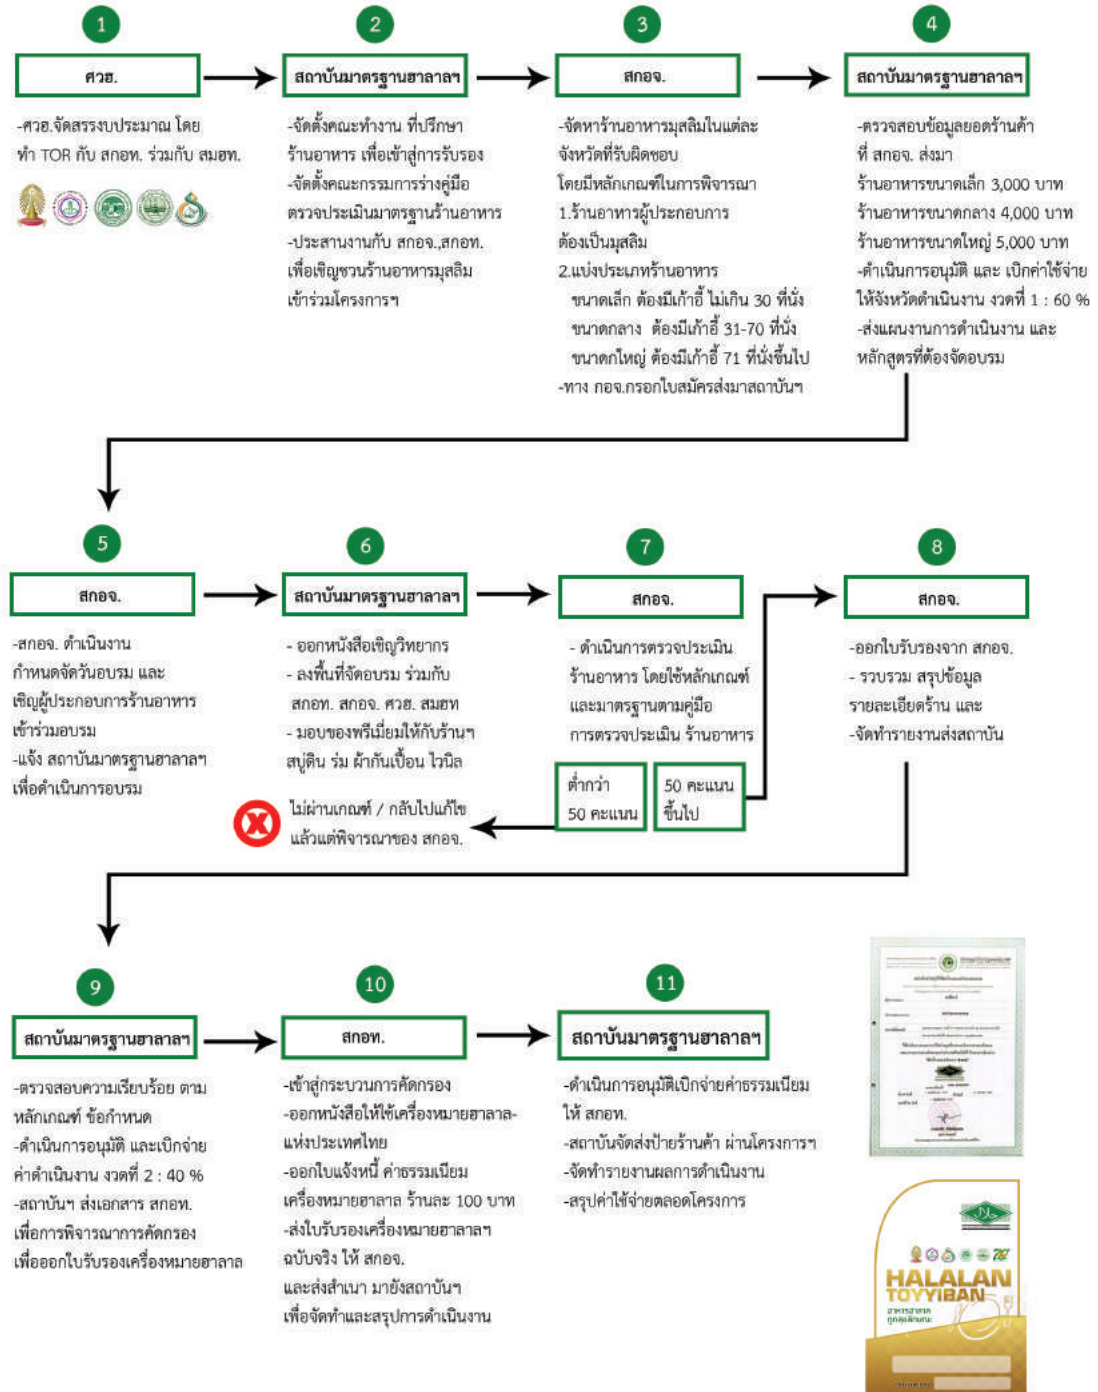 1
ศวฮ.
-ศวฮ.จัดสรรงบประมาณ โดย
ทำ TOR กับ สกอท. ร่วมกับ สมฮท.
2
สถาบันมาตรฐานฮาลาลฯ
-จัดตั้งคณะทำงาน ที่ปรึกษา
ร้านอาหาร เพื่อเข้าสู่การรับรอง
-จัดตั้งคณะกรรมการร่างคู่มือ
ตรวจประเมินมาตรฐานร้านอาหาร
-ประสานงานกับ สกอจ.,สกอท.
เพื่อเชิญชวนร้านอาหารมุสลิม
เข้าร่วมโครงการฯ
3
สกอจ.
-จัดหาร้านอาหารมุสลิมในแต่ละ
จังหวัดที่รับผิดชอบ
โดยมีหลักเกณฑ์ในการพิจารณา
1.ร้านอาหารผู้ประกอบการ
ต้องเป็นมุสลิม
2.แบ่งประเภทร้านอาหาร
ขนาดเล็ก ต้องมีเก้าอี้ ไม่เกิน 30 ที่นั่ง
ขนาดกลาง ต้องมีเก้าอี้ 31-70 ที่นั่ง
ขนาดกใหญ่ ต้องมีเก้าอี้ 71 ที่นั่งขึ้นไป
-ทาง กอจ.กรอกใบสมัครส่งมาสถาบันฯ
4
สถาบันมาตรฐานฮาลาลฯ
-ตรวจสอบข้อมูลยอดร้านค้า
ที่ สกอจ. ส่งมา
ร้านอาหารขนาดเล็ก 3,000 บาท
ร้านอาหารขนาดกลาง 4,000 บาท
ร้านอาหารขนาดใหญ่ 5,000 บาท
-ดำเนินการอนุมัติ และ เบิกค่าใช้จ่าย
ให้จังหวัดดำเนินงาน งวดที่ 1 : 60 %
-ส่งแผนงานการดำเนินงาน และ
หลักสูตรที่ต้องจัดอบรม
5
สกอจ.
-สกอจ. ดำเนินงาน
กำหนดจัดวันอบรม และ
เชิญผู้ประกอบการร้านอาหาร
เข้าร่วมอบรม
-แจ้ง สถาบันมาตรฐานฮาลาลฯ
เพื่อดำเนินการอบรม
6
สถาบันมาตรฐานฮาลาลฯ
- ออกหนังสือเชิญวิทยากร
- ลงพื้นที่จัดอบรม ร่วมกับ
สกอท. สกอจ. ศวฮ. สมฮท
- มอบของพรีเมี่ยมให้กับร้านฯ
สบู่ดิน ร่ม ผ้ากันเปื้อน ไวนิล
7
สกอจ.
- ดำเนินการตรวจประเมิน
ร้านอาหาร โดยใช้หลักเกณฑ์
และมาตรฐานตามคู่มือ
การตรวจประเมิน ร้านอาหาร
ต่ำกว่า
50 คะแนน
50 คะแนน
ขึ้นไป
X
ไม่ผ่านเกณฑ์ / กลับไปแก้ไข
แล้วแต่พิจารณาของ สกอจ.
8
สกอจ.
-ออกใบรับรองจาก สกอจ.
- รวบรวม สรุปข้อมูล
รายละเอียดร้าน และ
-จัดทำรายงานส่งสถาบัน
9
สถาบันมาตรฐานฮาลาลฯ
-ตรวจสอบความเรียบร้อย ตาม
หลักเกณฑ์ ข้อกำหนด
-ดำเนินการอนุมัติ และเบิกจ่าย
ค่าดำเนินงาน งวดที่ 2 : 40 %
-สถาบันฯ ส่งเอกสาร สกอท.
เพื่อการพิจารณาการคัดกรอง
เพื่อออกใบรับรองเครื่องหมายฮาลาล
10
สกอท.
-เข้าสู่กระบวนการคัดกรอง
-ออกหนังสือให้ใช้เครื่องหมายฮาลาล-
แห่งประเทศไทย
-ออกใบแจ้งหนี้ ค่าธรรมเนียม
เครื่องหมายฮาลาล ร้านละ 100 บาท
-ส่งใบรับรองเครื่องหมายฮาลาลฯ
ฉบับจริง ให้ สกอจ.
และส่งสำเนา มายังสถาบันฯ
เพื่อจัดทำและสรุปการดำเนินงาน
11
สถาบันมาตรฐานฮาลาลฯ
-ดำเนินการอนุมัติเบิกจ่ายค่าธรรมเนียม
ให้ สกอท.
-สถาบันจัดส่งป้ายร้านค้า ผ่านโครงการฯ
-จัดทำรายงานผลการดำเนินงาน
-สรุปค่าใช้จ่ายตลอดโครงการ
HALALAN
TOYYIBAN
อาหารฮาลาล
ถูกสุขลักษณะ